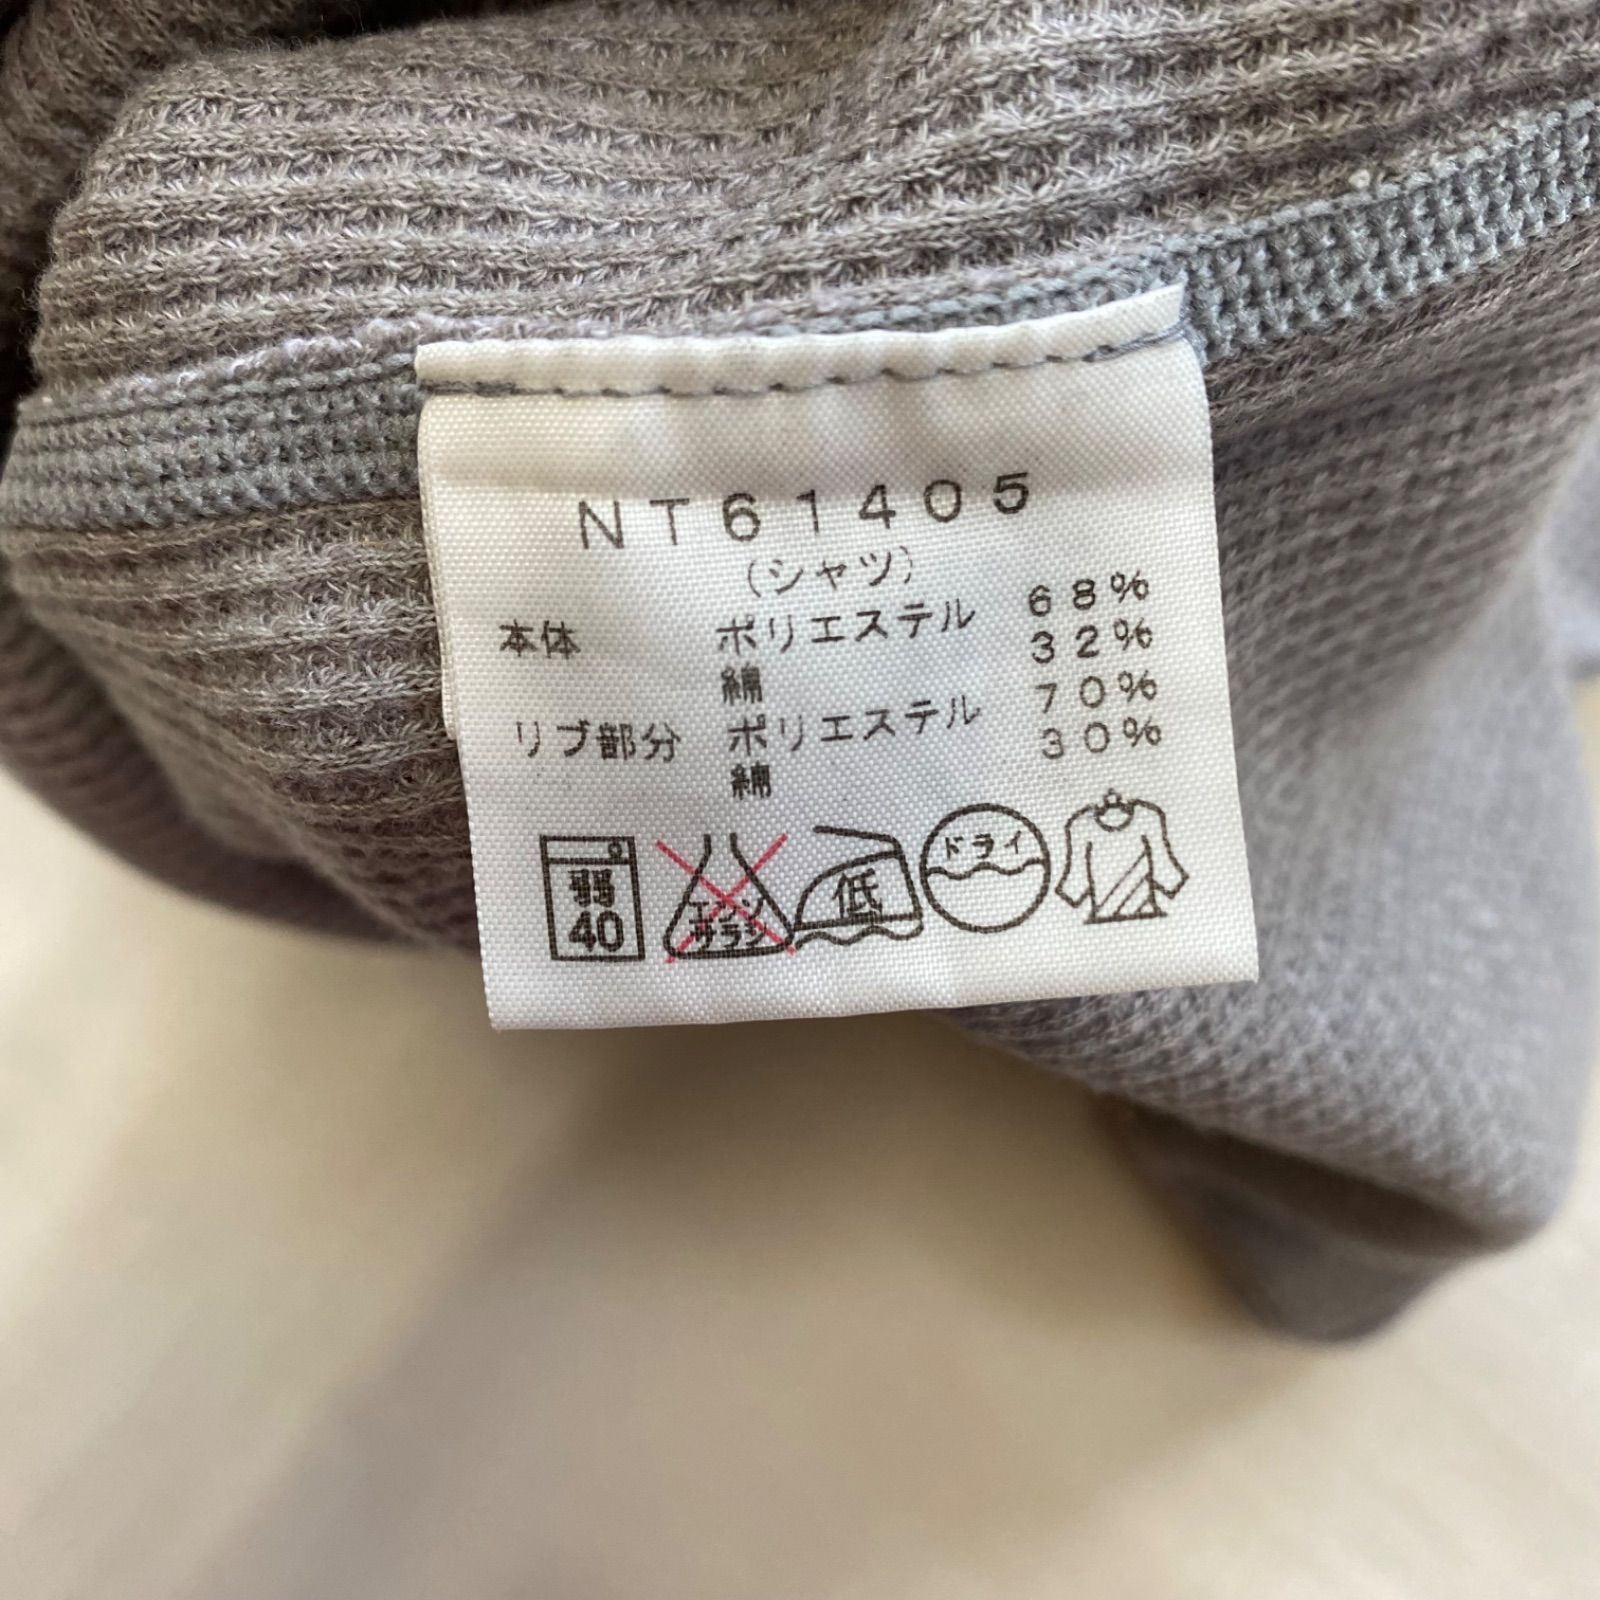 NT61405
(シャツ)
本体 ポリエステル 68%
綿 32%
リブ部分 ポリエステル 70%
綿 30%
弱 40
エンソ サラシ
低
ドライ